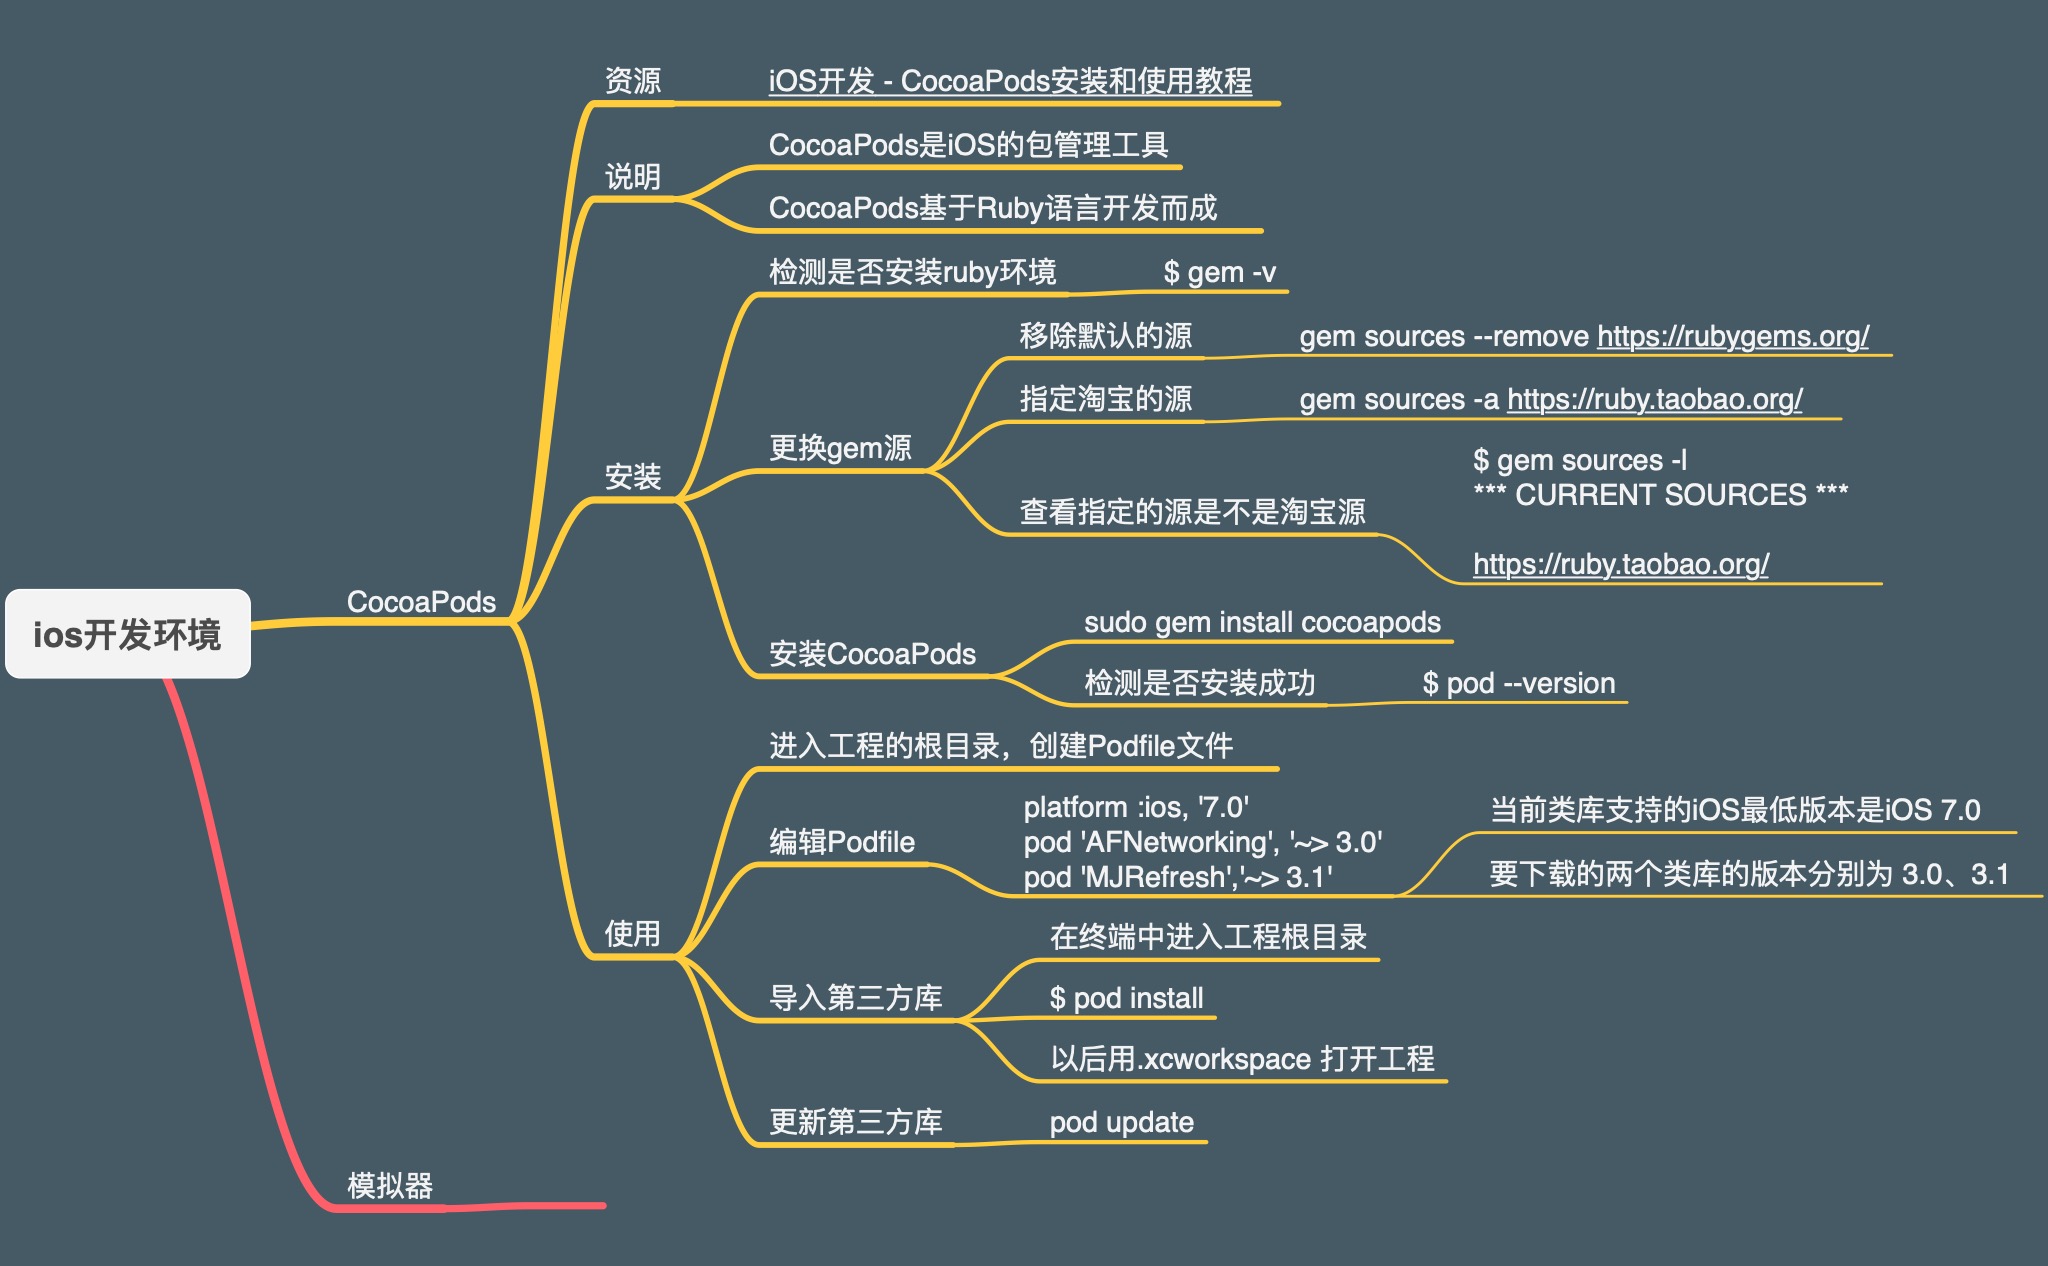 ios开发环境
CocoaPods
资源
iOS开发 - CocoaPods安装和使用教程
说明
CocoaPods是iOS的包管理工具
CocoaPods基于Ruby语言开发而成
安装
检测是否安装ruby环境
$ gem -v
更换gem源
移除默认的源
gem sources --remove https://rubygems.org/
指定淘宝的源
gem sources -a https://ruby.taobao.org/
查看指定的源是不是淘宝源
$ gem sources -l
*** CURRENT SOURCES ***
https://ruby.taobao.org/
安装CocoaPods
sudo gem install cocoapods
检测是否安装成功
$ pod --version
使用
进入工程的根目录，创建Podfile文件
编辑Podfile
platform :ios, '7.0'
pod 'AFNetworking', '~> 3.0'
pod 'MJRefresh','~> 3.1'
当前类库支持的iOS最低版本是iOS 7.0
要下载的两个类库的版本分别为 3.0、3.1
导入第三方库
在终端中进入工程根目录
$ pod install
以后用.xcworkspace 打开工程
更新第三方库
pod update
模拟器